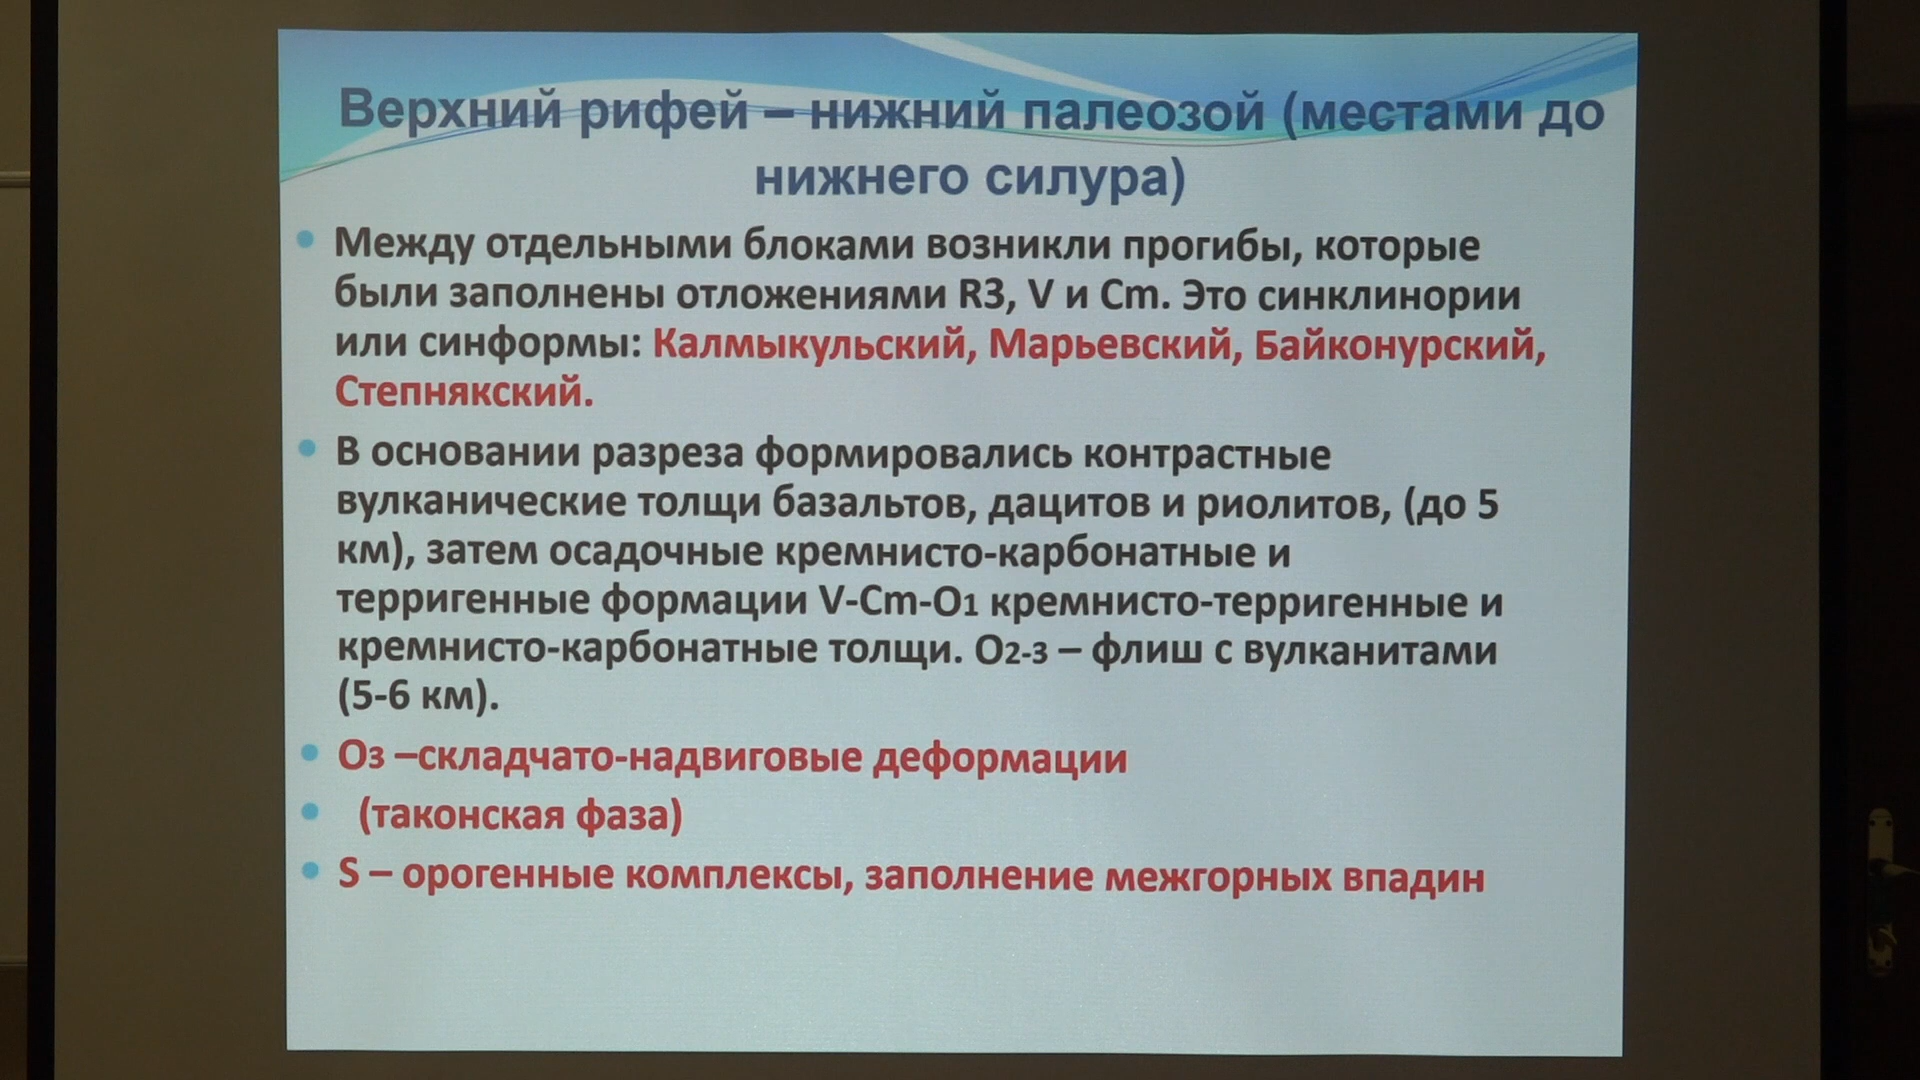 Верхний рифей – нижний палеозой (местами до
нижнего силура)
• Между отдельными блоками возникли прогибы, которые
были заполнены отложениями R3, V и Cm. Это синклинории
или синформы: Калмыкульский, Марьевский, Байконурский,
Степнякский.
• В основании разреза формировались контрастные
вулканические толщи базальтов, дацитов и риолитов, (до 5
км), затем осадочные кремнисто-карбонатные и
терригенные формации V-Cm-O1 кремнисто-терригенные и
кремнисто-карбонатные толщи. O2-3 – флиш с вулканитами
(5-6 км).
• O3 –складчато-надвиговые деформации
• (таконская фаза)
• S – орогенные комплексы, заполнение межгорных впадин